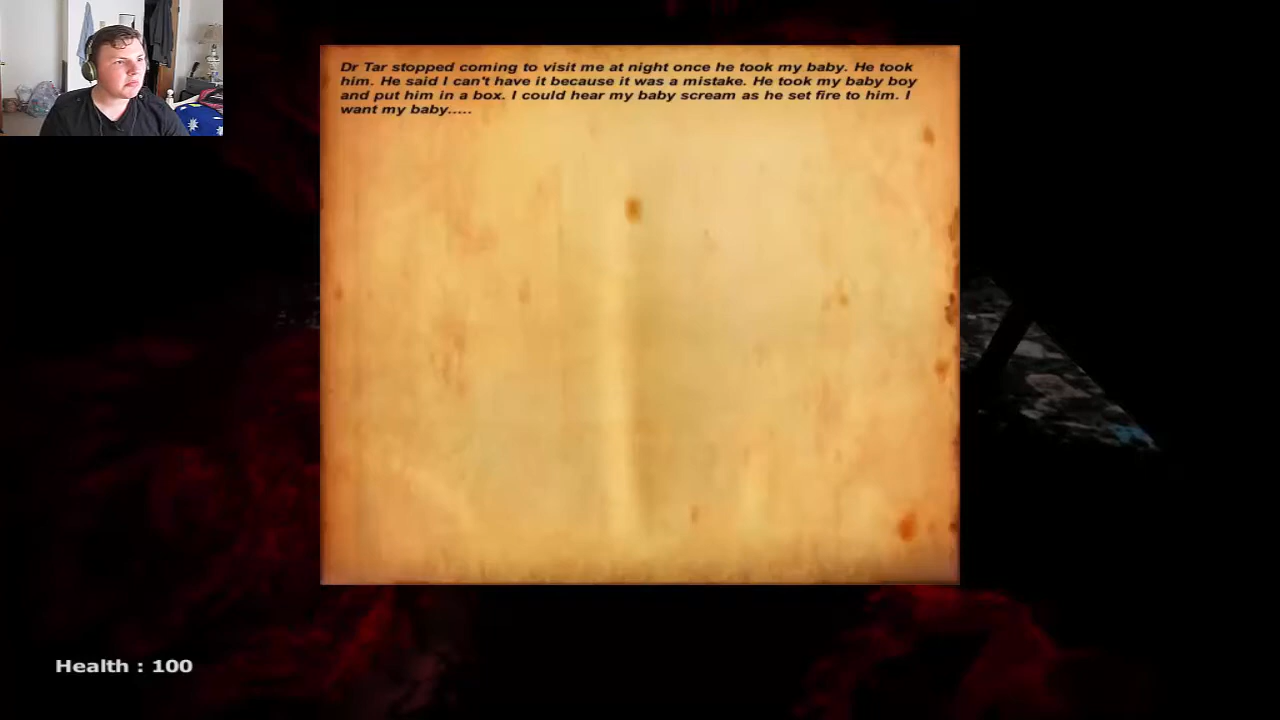 Dr Tar stopped coming to visit me at night once he took my baby. He took
him. He said I can't have it because it was a mistake. He took my baby boy
and put him in a box. I could hear my baby scream as he set fire to him. I
want my baby.....
Health : 100